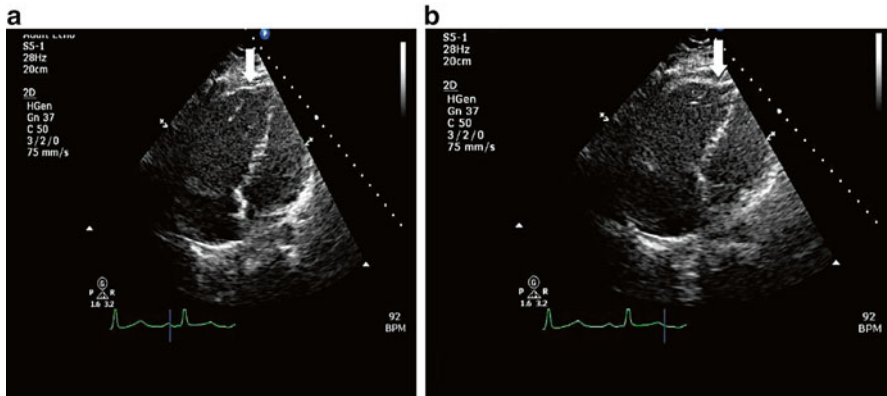 a
Adult Echo
S5-1
28Hz
20cm
2D
HGen
Gn 37
C 50
3 / 2 / 0
75 mm/s
G
P R
1.6 3.2
92
BPM
b
S5-1
28Hz
20cm
2D
HGen
Gn 37
C 50
3 / 2 / 0
75 mm/s
G
P R
1.6 3.2
92
BPM